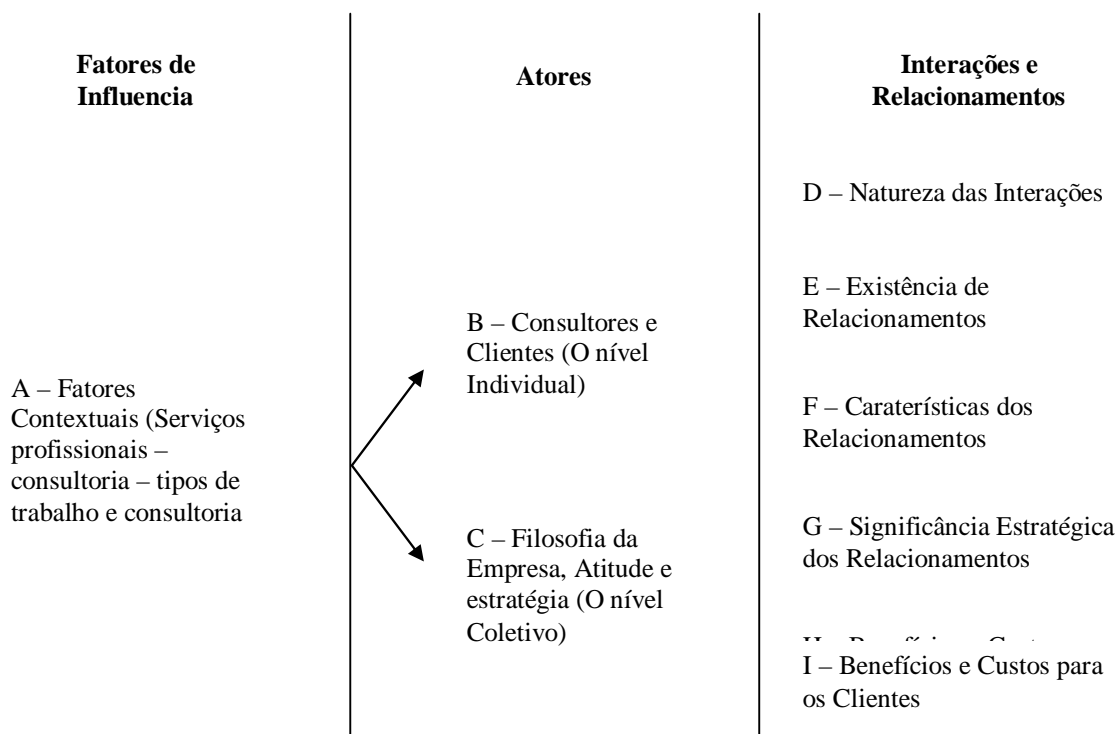 Fatores de
Influencia
Atores
Interações e
Relacionamentos
A – Fatores
Contextuais (Serviços
profissionais –
consultoria – tipos de
trabalho e consultoria
B – Consultores e
Clientes (O nível
Individual)
C – Filosofia da
Empresa, Atitude e
estratégia (O nível
Coletivo)
D – Natureza das Interações
E – Existência de
Relacionamentos
F – Caraterísticas dos
Relacionamentos
G – Significância Estratégica
dos Relacionamentos
I – Benefícios e Custos para
os Clientes